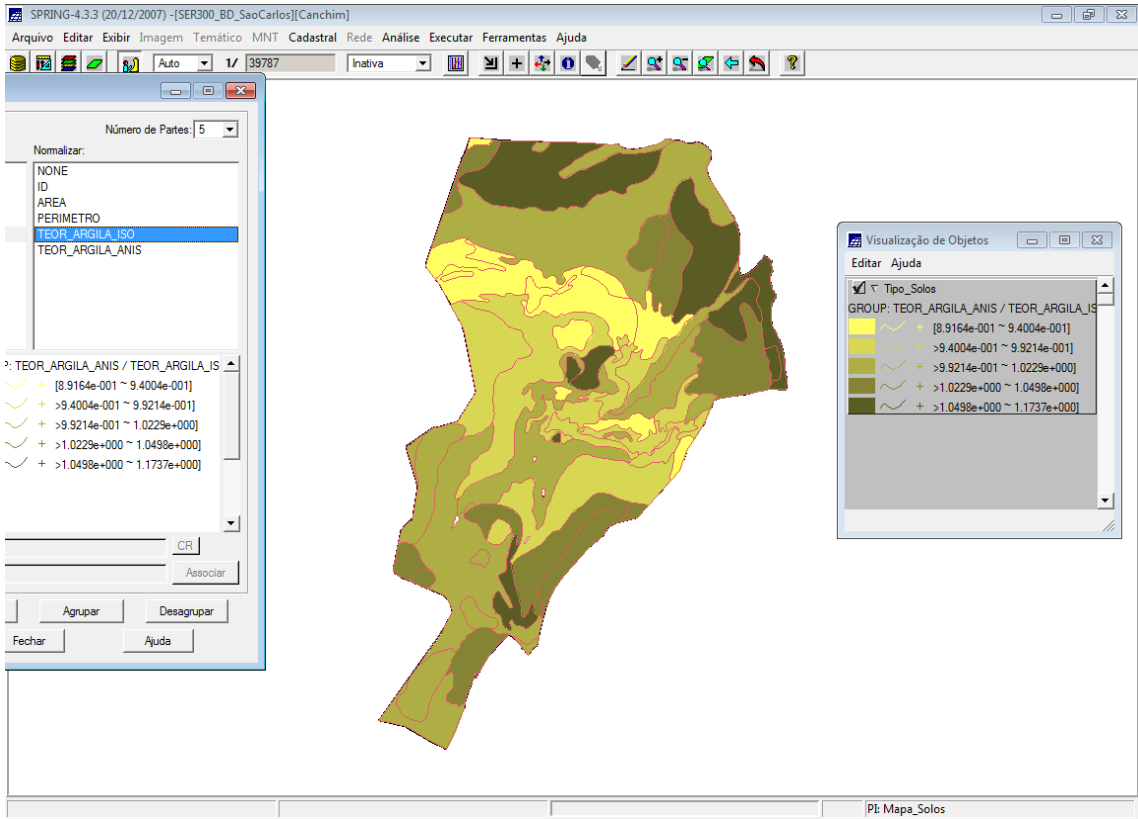 SPRING-4.3.3 (20/12/2007) -[SER300_BD_SaoCarlos][Canchim]
Arquivo Editar Exibir Imagem Temático MNT Cadastral Rede Análise Executar Ferramentas Ajuda
Auto 1/ 39787 Inativa
Número de Partes: 5
Normalizar:
NONE
ID
AREA
PERIMETRO
TEOR_ARGILA_ISO
TEOR_ARGILA_ANIS
P: TEOR_ARGILA_ANIS / TEOR_ARGILA_IS
[8.9164e-001 ~ 9.4004e-001]
>9.4004e-001 ~ 9.9214e-001]
>9.9214e-001 ~ 1.0229e+000]
>1.0229e+000 ~ 1.0498e+000]
>1.0498e+000 ~ 1.1737e+000]
CR
Associar
Agrupar Desagrupar
Fechar Ajuda
Visualização de Objetos
Editar Ajuda
Tipo_Solos
GROUP: TEOR_ARGILA_ANIS / TEOR_ARGILA_IS
[8.9164e-001 ~ 9.4004e-001]
>9.4004e-001 ~ 9.9214e-001]
>9.9214e-001 ~ 1.0229e+000]
>1.0229e+000 ~ 1.0498e+000]
>1.0498e+000 ~ 1.1737e+000]
PI: Mapa_Solos